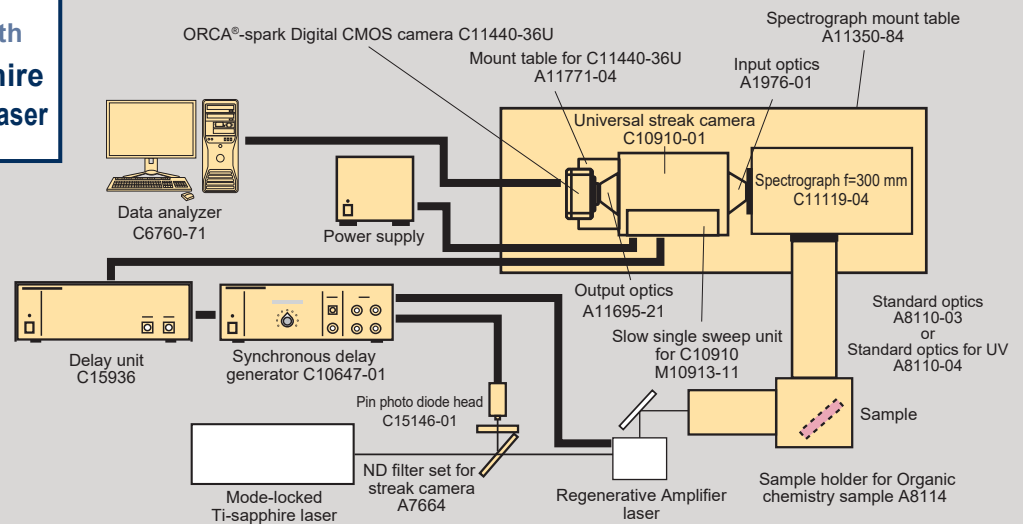 Spectrograph mount table
A11350-84
ORCA®-spark Digital CMOS camera C11440-36U
Mount table for C11440-36U
A11771-04
Input optics
A1976-01
Universal streak camera
C10910-01
Spectrograph f=300 mm
C11119-04
Data analyzer
C6760-71
Power supply
Output optics
A11695-21
Slow single sweep unit
for C10910
M10913-11
Standard optics
A8110-03
or
Standard optics for UV
A8110-04
Delay unit
C15936
Synchronous delay
generator C10647-01
Pin photo diode head
C15146-01
Sample
ND filter set for
streak camera
A7664
Mode-locked
Ti-sapphire laser
Regenerative Amplifier
laser
Sample holder for Organic
chemistry sample A8114